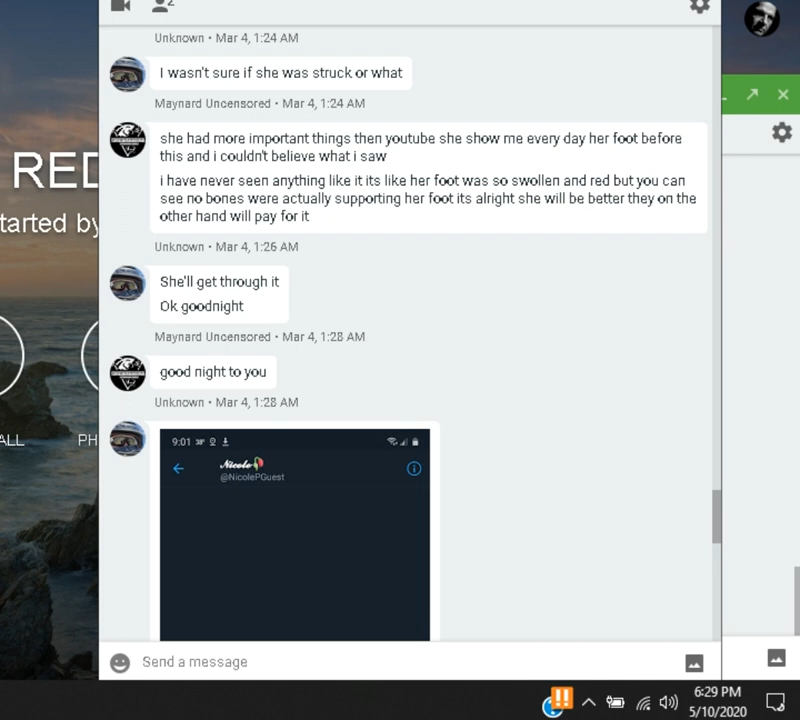 2
Unknown • Mar 4, 1:24 AM
I wasn't sure if she was struck or what
Maynard Uncensored • Mar 4, 1:24 AM
she had more important things then youtube she show me every day her foot before
this and i couldn't believe what i saw
i have never seen anything like it its like her foot was so swollen and red but you can
see no bones were actually supporting her foot its alright she will be better they on the
other hand will pay for it
Unknown • Mar 4, 1:26 AM
She'll get through it
Ok goodnight
Maynard Uncensored • Mar 4, 1:28 AM
good night to you
Unknown • Mar 4, 1:28 AM
9:01
Nicole
@NicolePGuest
Send a message
RED
tarted by
ALL
PH
6:29 PM
5/10/2020